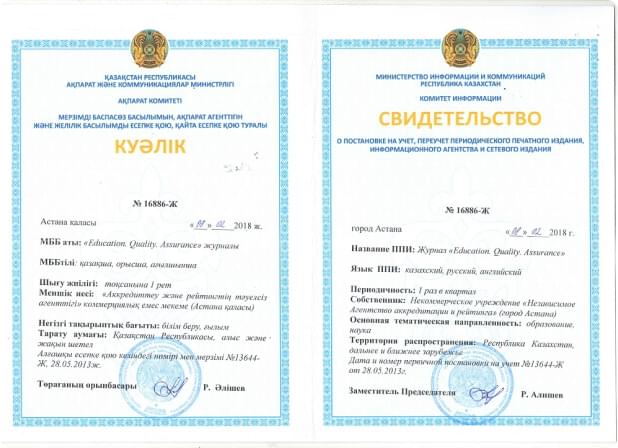 ҚАЗАҚСТАН РЕСПУБЛИКАСЫ
АҚПАРАТ ЖӘНЕ КОММУНИКАЦИЯЛАР МИНИСТРЛІГІ
АҚПАРАТ КОМИТЕТІ
МЕРЗІМДІ БАСПАСӨЗ БАСЫЛЫМЫН, АҚПАРАТ АГЕНТТІГІН
ЖӘНЕ ЖЕЛІЛІК БАСЫЛЫМДЫ ЕСЕПКЕ ҚОЮ, ҚАЙТА ЕСЕПКЕ ҚОЮ ТУРАЛЫ
КУӘЛІК
№ 16886-Ж
Астана қаласы « » 02 2018 ж.
МББ аты: «Education. Quality. Assurance» журналы
МББтілі: қазақша, орысша, ағылшынша
Шығу жиілігі: тоқсанына 1 рет
Меншік иесі: «Аккредиттеу және рейтингтің тәуелсіз
агенттігі» коммерциялық емес мекеме (Астана қаласы)
Негізгі тақырыптық бағыты: білім беру, ғылым
Тарату аумағы: Қазақстан Республикасы, алыс және
жақын шетел
Алғашқы есепке қою кезіндегі нөмірі мен мерзімі №13644-
Ж, 28.05.2013ж.
Төрағаның орынбасары Р. Әлішев
МИНИСТЕРСТВО ИНФОРМАЦИИ И КОММУНИКАЦИЙ
РЕСПУБЛИКА КАЗАХСТАН
КОМИТЕТ ИНФОРМАЦИИ
СВИДЕТЕЛЬСТВО
О ПОСТАНОВКЕ НА УЧЕТ, ПЕРЕУЧЕТ ПЕРИОДИЧЕСКОГО ПЕЧАТНОГО ИЗДАНИЯ,
ИНФОРМАЦИОННОГО АГЕНТСТВА И СЕТЕВОГО ИЗДАНИЯ
№ 16886-Ж
город Астана « » 02 2018 г.
Название ППИ: Журнал «Education. Quality. Assurance»
Язык ППИ: казахский, русский, английский
Периодичность: 1 раз в квартал
Собственник: Некоммерческое учреждение «Независимое
Агентство аккредитации и рейтинга» (город Астана)
Основная тематическая направленность: образование,
наука
Территория распространения: Республика Казахстан,
дальнее и ближнее зарубежье
Дата и номер первичной постановки на учет №13644-Ж
от 28.05.2013г.
Заместитель Председателя Р. Алишев